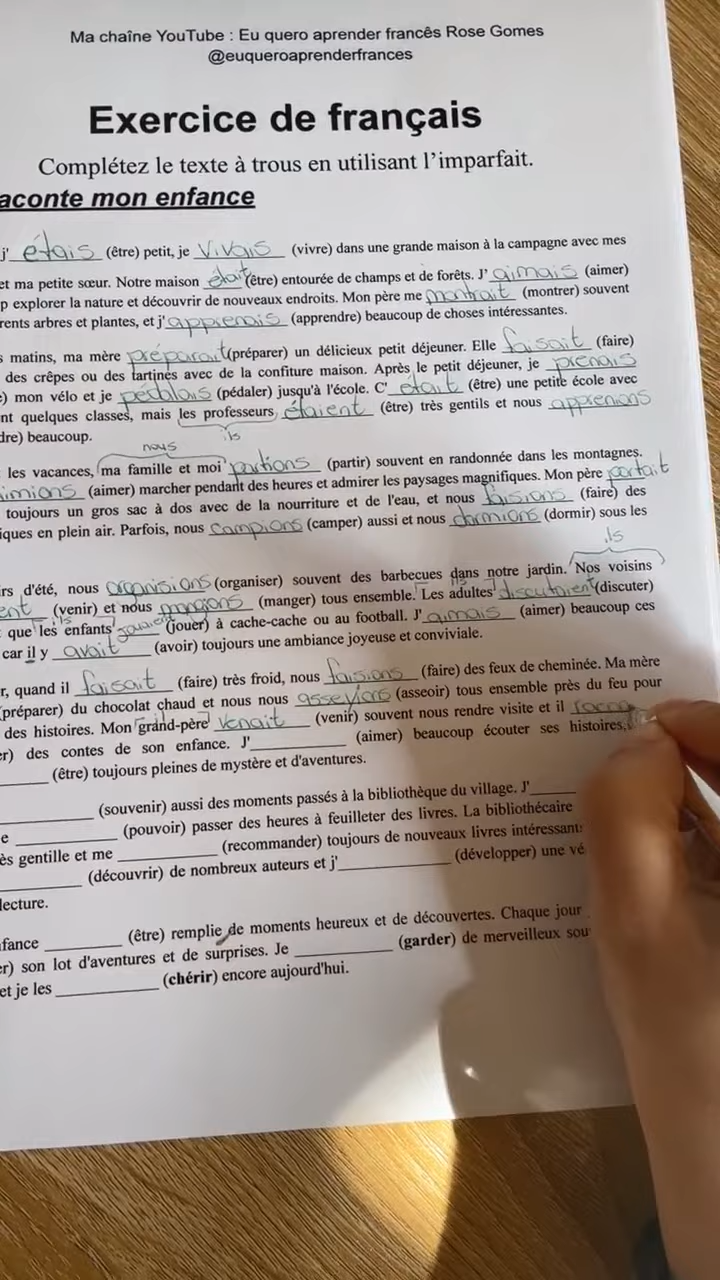 Ma chaîne YouTube : Eu quero aprender francês Rose Gomes
@euqueroaprenderfrances
Exercice de français
Complétez le texte à trous en utilisant l’imparfait.
aconte mon enfance
j' étais (être) petit, je vivais (vivre) dans une grande maison à la campagne avec mes
et ma petite sœur. Notre maison était (être) entourée de champs et de forêts. J' aimais (aimer)
p explorer la nature et découvrir de nouveaux endroits. Mon père me montrait (montrer) souvent
rents arbres et plantes, et j' apprenais (apprendre) beaucoup de choses intéressantes.
s matins, ma mère préparait (préparer) un délicieux petit déjeuner. Elle faisait (faire)
des crêpes ou des tartines avec de la confiture maison. Après le petit déjeuner, je prenais
e) mon vélo et je pédalais (pédaler) jusqu'à l'école. C' était (être) une petite école avec
nt quelques classes, mais les professeurs étaient (être) très gentils et nous apprenions
dre) beaucoup. ils
nous
les vacances, ma famille et moi partions (partir) souvent en randonnée dans les montagnes.
imions (aimer) marcher pendant des heures et admirer les paysages magnifiques. Mon père portait
toujours un gros sac à dos avec de la nourriture et de l'eau, et nous faisions (faire) des
iques en plein air. Parfois, nous campions (camper) aussi et nous dormions (dormir) sous les
ils
irs d'été, nous organisions (organiser) souvent des barbecues dans notre jardin. Nos voisins
ent (venir) et nous mangions (manger) tous ensemble. Les adultes discutaient (discuter)
ils
que les enfants jouaient (jouer) à cache-cache ou au football. J' aimais (aimer) beaucoup ces
car il y avait (avoir) toujours une ambiance joyeuse et conviviale.
r, quand il faisait (faire) très froid, nous faisions (faire) des feux de cheminée. Ma mère
(préparer) du chocolat chaud et nous nous asseyions (asseoir) tous ensemble près du feu pour
des histoires. Mon grand-père venait (venir) souvent nous rendre visite et il
er) des contes de son enfance. J' (aimer) beaucoup écouter ses histoires,
(être) toujours pleines de mystère et d'aventures.
(souvenir) aussi des moments passés à la bibliothèque du village. J'
e (pouvoir) passer des heures à feuilleter des livres. La bibliothécaire
ès gentille et me (recommander) toujours de nouveaux livres intéressants
(découvrir) de nombreux auteurs et j' (développer) une vé
lecture.
fance (être) remplie de moments heureux et de découvertes. Chaque jour
er) son lot d'aventures et de surprises. Je (garder) de merveilleux sou
et je les (chérir) encore aujourd'hui.